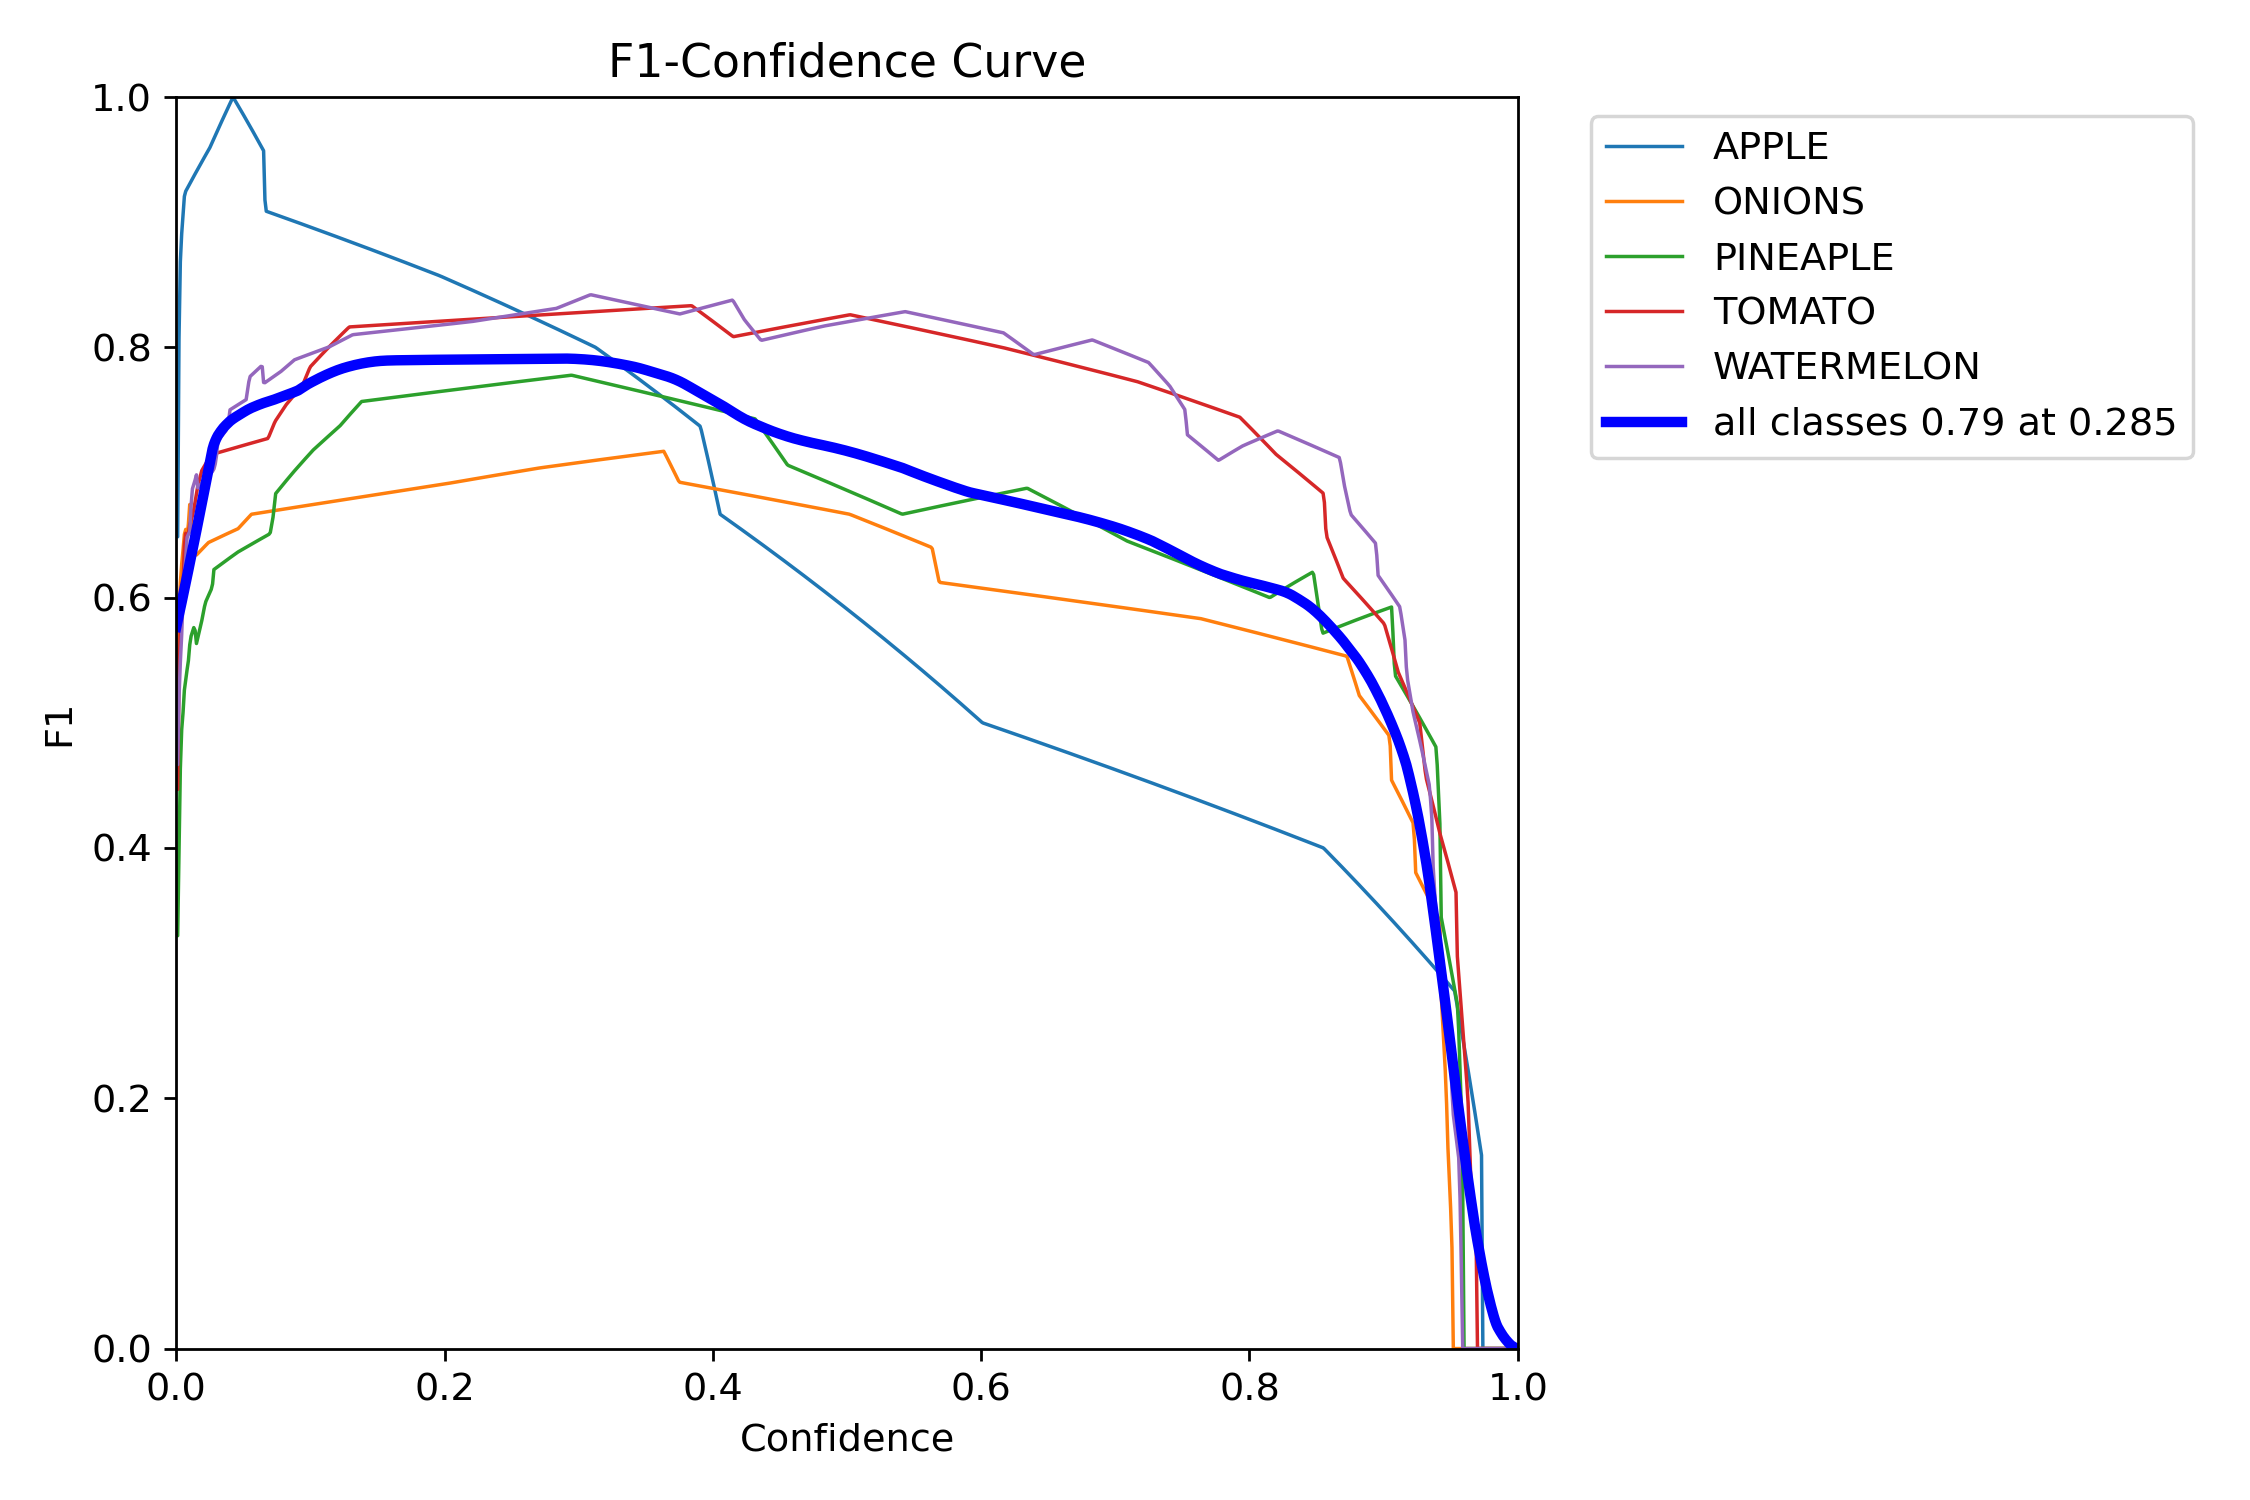 F1-Confidence Curve
1.0
0.8
0.6
0.4
0.2
0.0
F1
0.0 0.2 0.4 0.6 0.8 1.0
Confidence
APPLE
ONIONS
PINEAPLE
TOMATO
WATERMELON
all classes 0.79 at 0.285